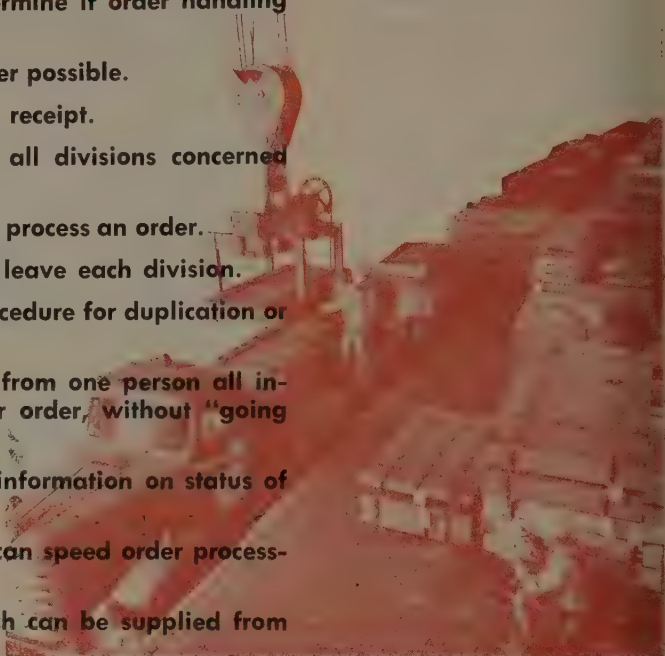 ermine if order handling
er possible.
receipt.
all divisions concerned
process an order.
leave each division.
cedure for duplication or
from one person all in-
r order, without "going
information on status of
can speed order process-
h can be supplied from